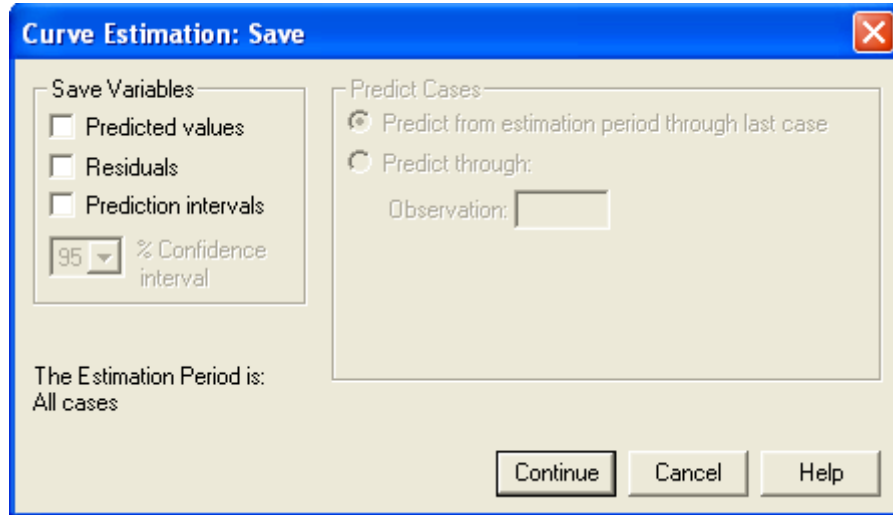 Curve Estimation: Save
Save Variables
Predicted values
Residuals
Prediction intervals
95
% Confidence
interval
The Estimation Period is:
All cases
Predict Cases
Predict from estimation period through last case
Predict through:
Observation:
Continue
Cancel
Help